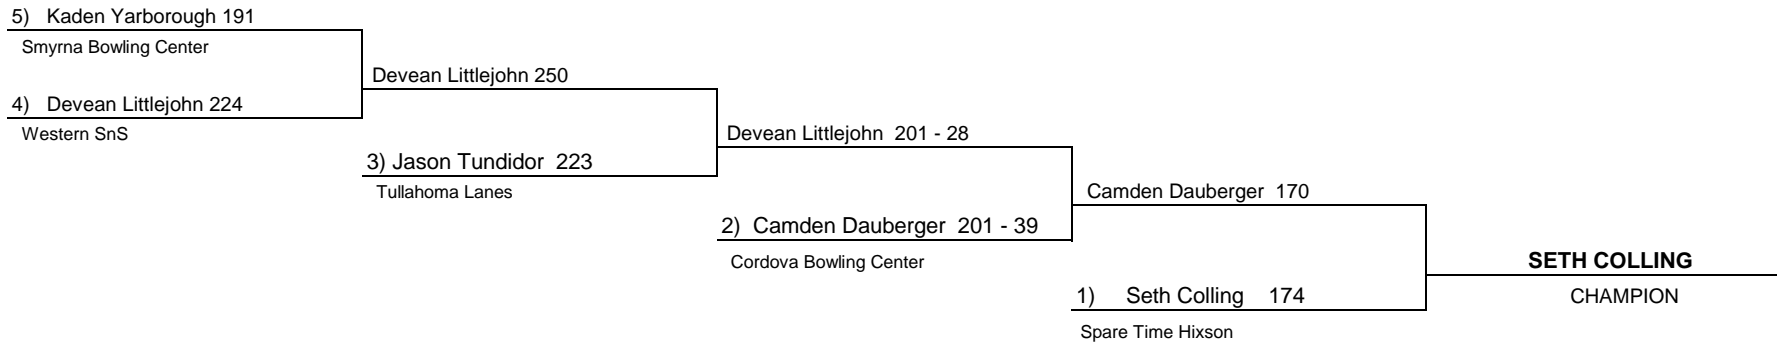 5) Kaden Yarborough 191
Smyrna Bowling Center
Devean Littlejohn 250
4) Devean Littlejohn 224
Western SnS
Devean Littlejohn 201 - 28
3) Jason Tundidor 223
Tullahoma Lanes
Camden Dauberger 170
2) Camden Dauberger 201 - 39
Cordova Bowling Center
SETH COLLING
1) Seth Colling 174
CHAMPION
Spare Time Hixson